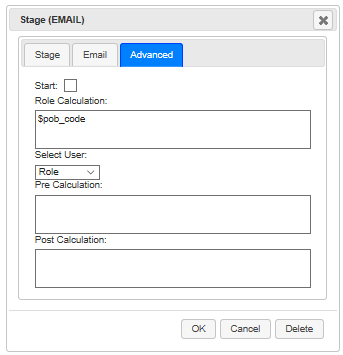 Stage (EMAIL)
Stage Email Advanced
Start:
Role Calculation:
$pob_code
Select User:
Role
Pre Calculation:
Post Calculation:
OK Cancel Delete